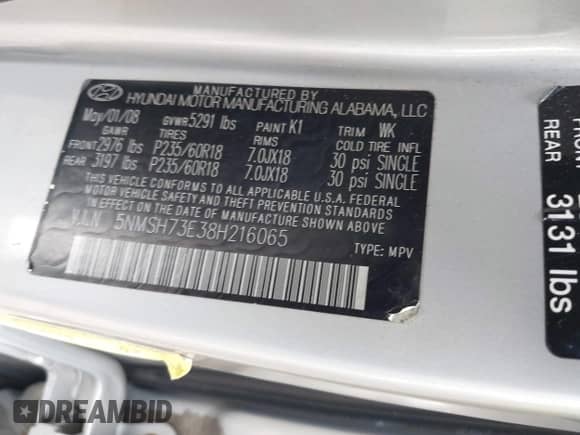 MANUFACTURED BY
HYUNDAI MOTOR MANUFACTURING ALABAMA, LLC
May/01/08 GVWR 5291 lbs PAINT K1 TRIM WK
GAWR TIRES RIMS COLD TIRE INFL
FRONT 2976 lbs P235/60R18 7.0JX18 30 psi SINGLE
REAR 3197 lbs P235/60R18 7.0JX18 30 psi SINGLE
THIS VEHICLE CONFORMS TO ALL APPLICABLE U.S.A. FEDERAL
MOTOR VEHICLE SAFETY AND THEFT PREVENTION STANDARDS
IN EFFECT ON THE DATE OF MANUFACTURE SHOWN ABOVE
V.I.N 5NMSH73E38H216065
TYPE: MPV
FRONT
REAR 3131 lbs
DREAMBID